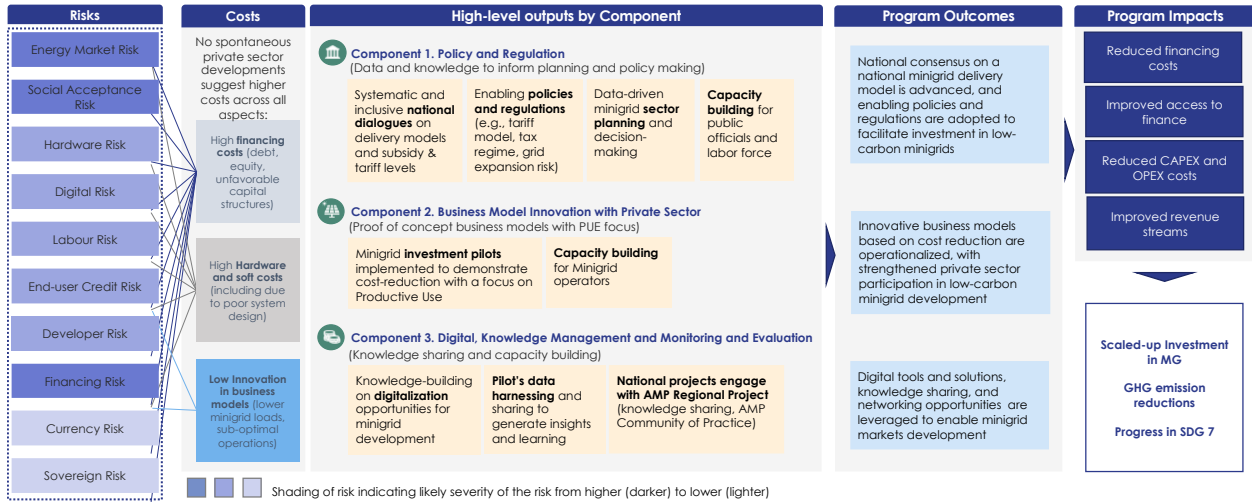 Risks
Energy Market Risk
Social Acceptance
Risk
Hardware Risk
Digital Risk
Labour Risk
End-user Credit Risk
Developer Risk
Financing Risk
Currency Risk
Sovereign Risk
Costs
No spontaneous
private sector
developments
suggest higher
costs across all
aspects:
High financing
costs (debt,
equity,
unfavorable
capital
structures)
High Hardware
and soft costs
(including due
to poor system
design)
Low Innovation
in business
models (lower
minigrid loads,
sub-optimal
operations)
High-level outputs by Component
Component 1. Policy and Regulation
(Data and knowledge to inform planning and policy making)
Systematic and
inclusive national
dialogues on
delivery models
and subsidy &
tariff levels
Enabling policies
and regulations
(e.g., tariff
model, tax
regime, grid
expansion risk)
Data-driven
minigrid sector
planning and
decision-
making
Capacity
building for
public
officials and
labor force
Component 2. Business Model Innovation with Private Sector
(Proof of concept business models with PUE focus)
Minigrid investment pilots
implemented to demonstrate
cost-reduction with a focus on
Productive Use
Capacity building
for Minigrid
operators
Component 3. Digital, Knowledge Management and Monitoring and Evaluation
(Knowledge sharing and capacity building)
Knowledge-building
on digitalization
opportunities for
minigrid
development
Pilot's data
harnessing and
sharing to
generate insights
and learning
National projects engage
with AMP Regional Project
(knowledge sharing, AMP
Community of Practice)
Program Outcomes
National consensus on a
national minigrid delivery
model is advanced, and
enabling policies and
regulations are adopted to
facilitate investment in low-
carbon minigrids
Innovative business models
based on cost reduction are
operationalized, with
strengthened private sector
participation in low-carbon
minigrid development
Digital tools and solutions,
knowledge sharing, and
networking opportunities are
leveraged to enable minigrid
markets development
Program Impacts
Reduced financing
costs
Improved access to
finance
Reduced CAPEX and
OPEX costs
Improved revenue
streams
Scaled-up Investment
in MG
GHG emission
reductions
Progress in SDG 7
Shading of risk indicating likely severity of the risk from higher (darker) to lower (lighter)